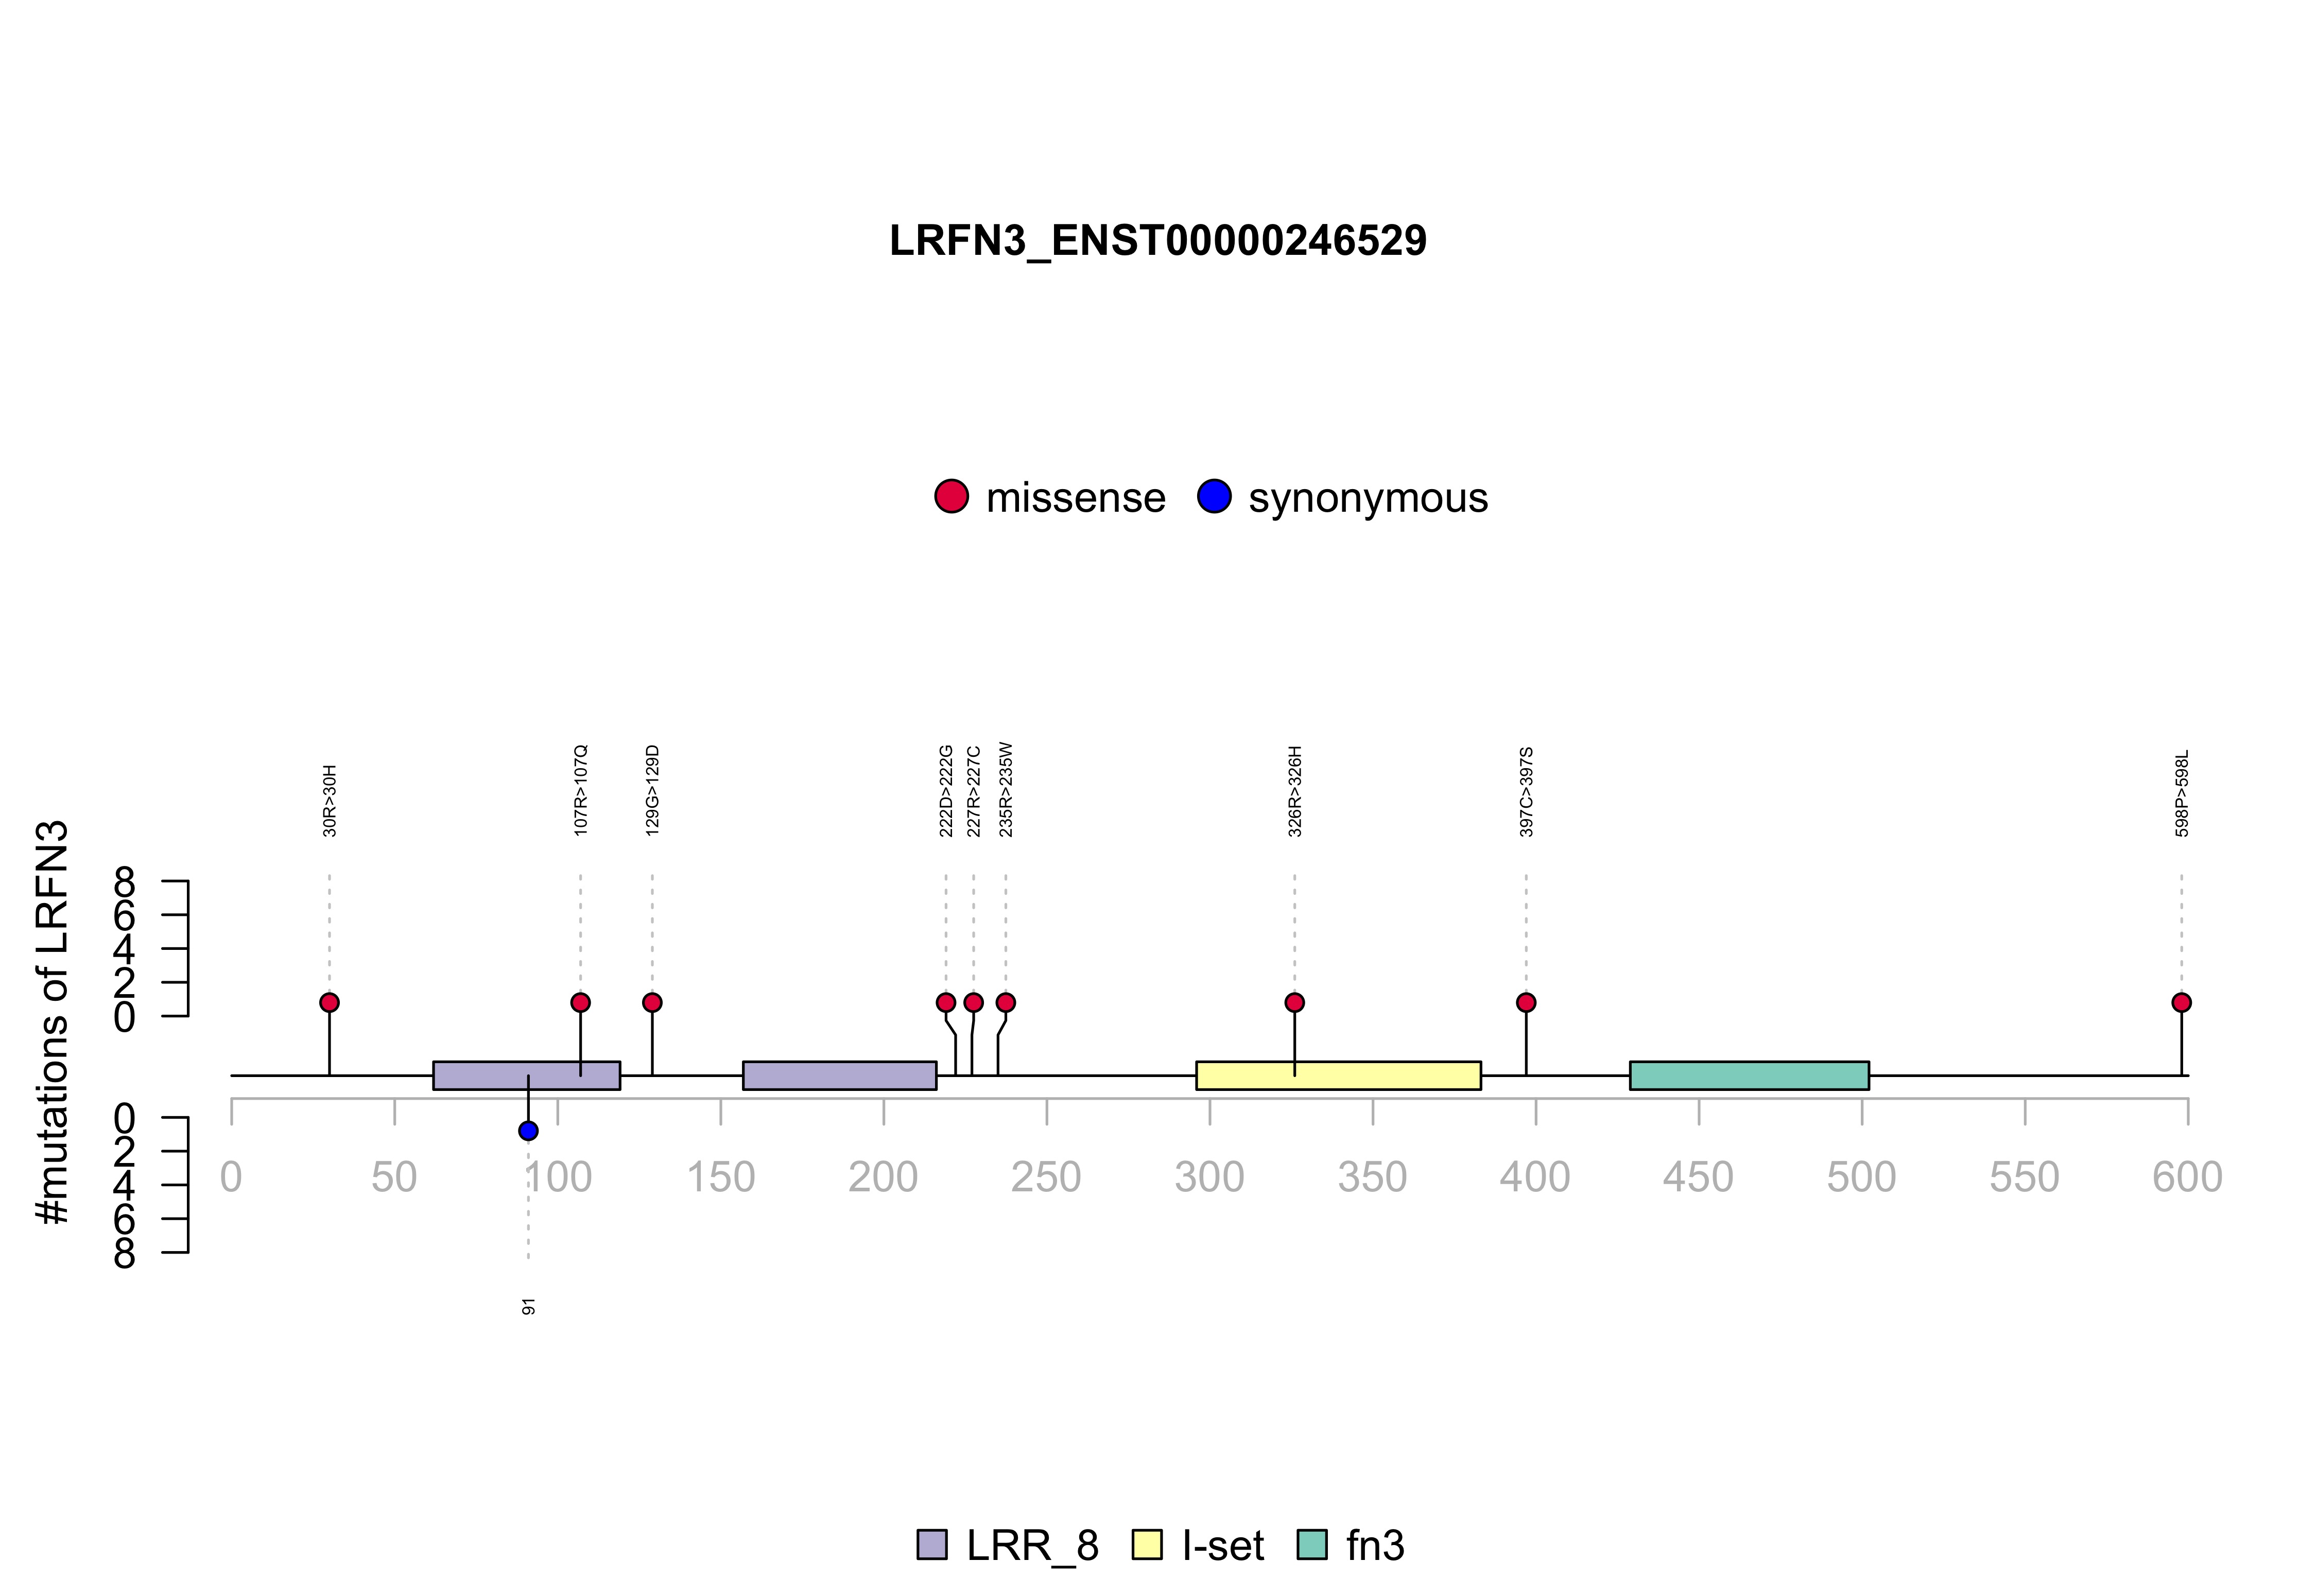 LRFN3_ENST00000246529
missense synonymous
30R>30H
107R>107Q
129G>129D
222D>222G
227R>227C
235R>235W
326R>326H
397C>397S
598P>598L
#mutations of LRFN3
8
6
4
2
0
0
2
4
6
8
0 50 100 150 200 250 300 350 400 450 500 550 600
91
LRR_8 I-set fn3